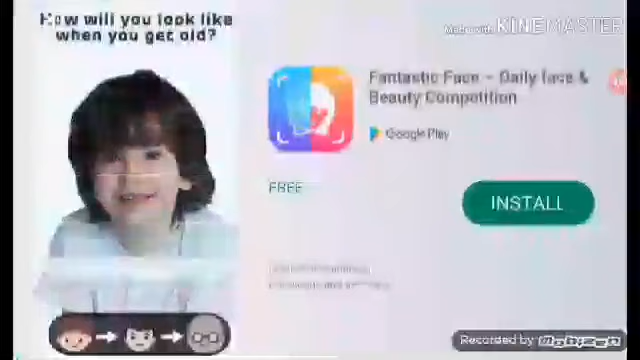 How will you look like
when you get old?
Made with KINEMASTER
Fantastic Face – Daily face &
Beauty Competition
Google Play
FREE
INSTALL
Recorded by Mobizen